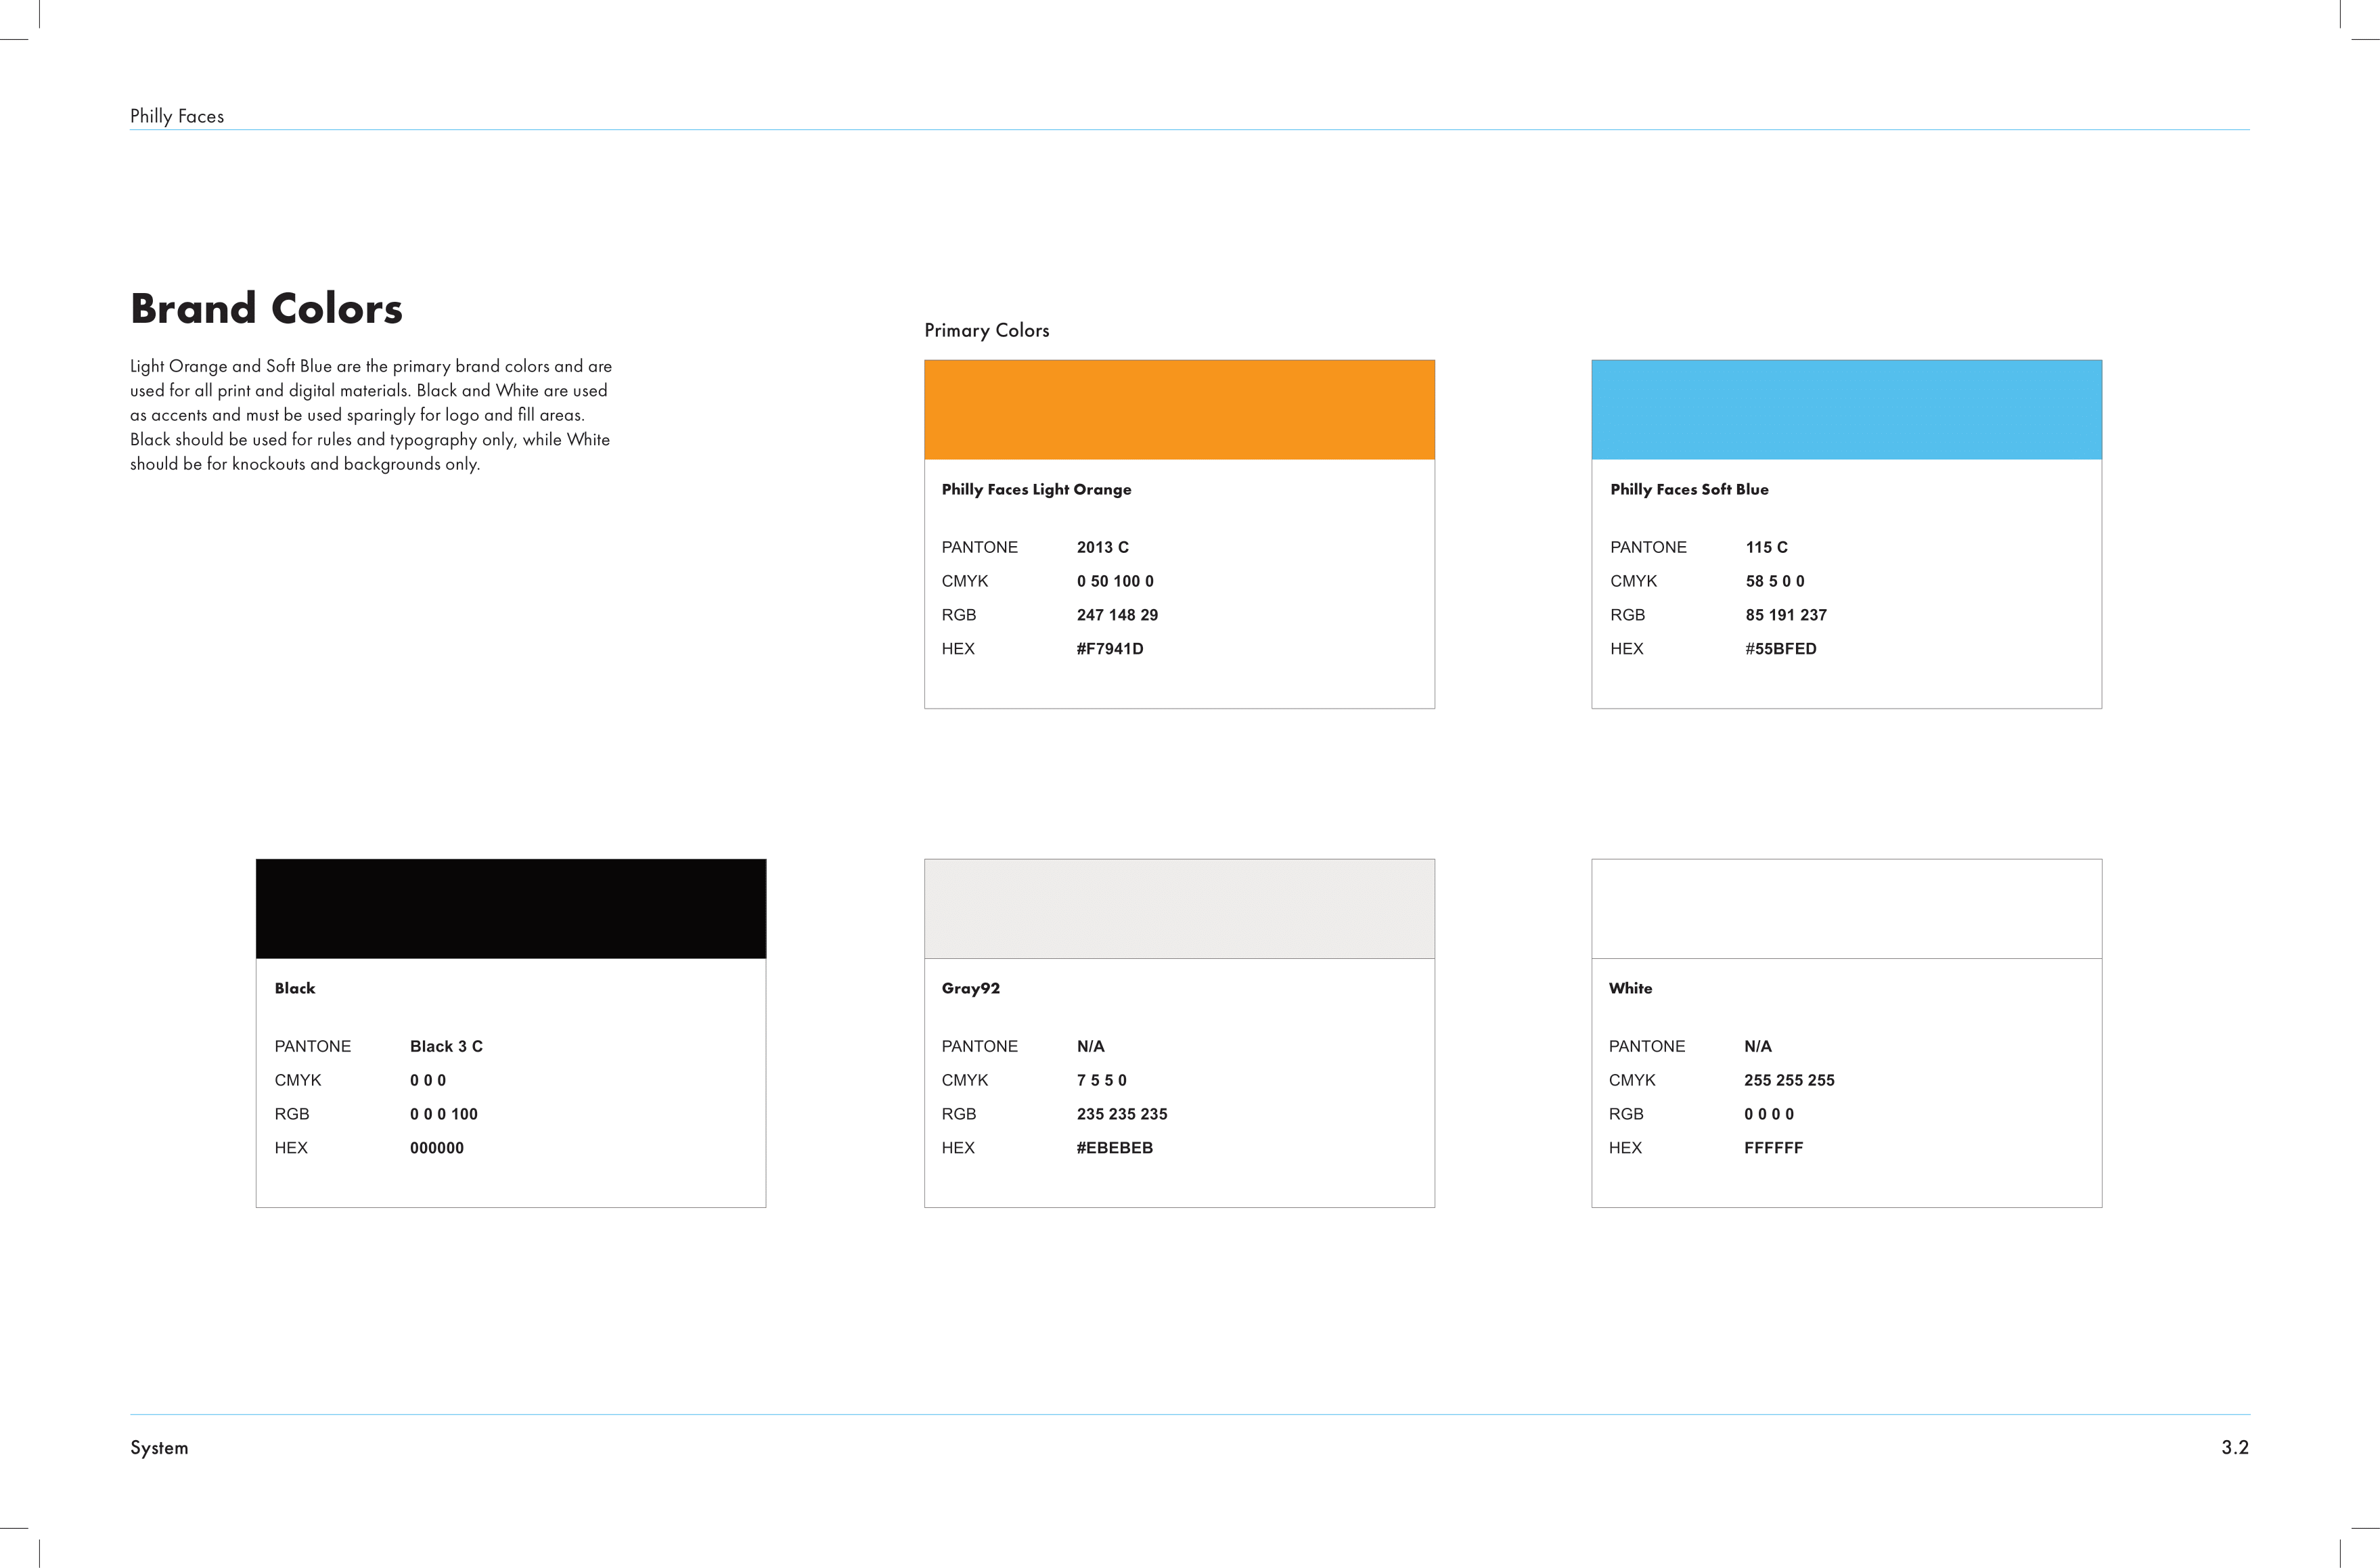 Philly Faces
Brand Colors
Light Orange and Soft Blue are the primary brand colors and are
used for all print and digital materials. Black and White are used
as accents and must be used sparingly for logo and fill areas.
Black should be used for rules and typography only, while White
should be for knockouts and backgrounds only.
Primary Colors
Philly Faces Light Orange
PANTONE 2013 C
CMYK 0 50 100 0
RGB 247 148 29
HEX #F7941D
Philly Faces Soft Blue
PANTONE 115 C
CMYK 58 5 0 0
RGB 85 191 237
HEX #55BFED
Black
PANTONE Black 3 C
CMYK 0 0 0
RGB 0 0 0 100
HEX 000000
Gray92
PANTONE N/A
CMYK 7 5 5 0
RGB 235 235 235
HEX #EBEBEB
White
PANTONE N/A
CMYK 255 255 255
RGB 0 0 0 0
HEX FFFFFF
System 3.2